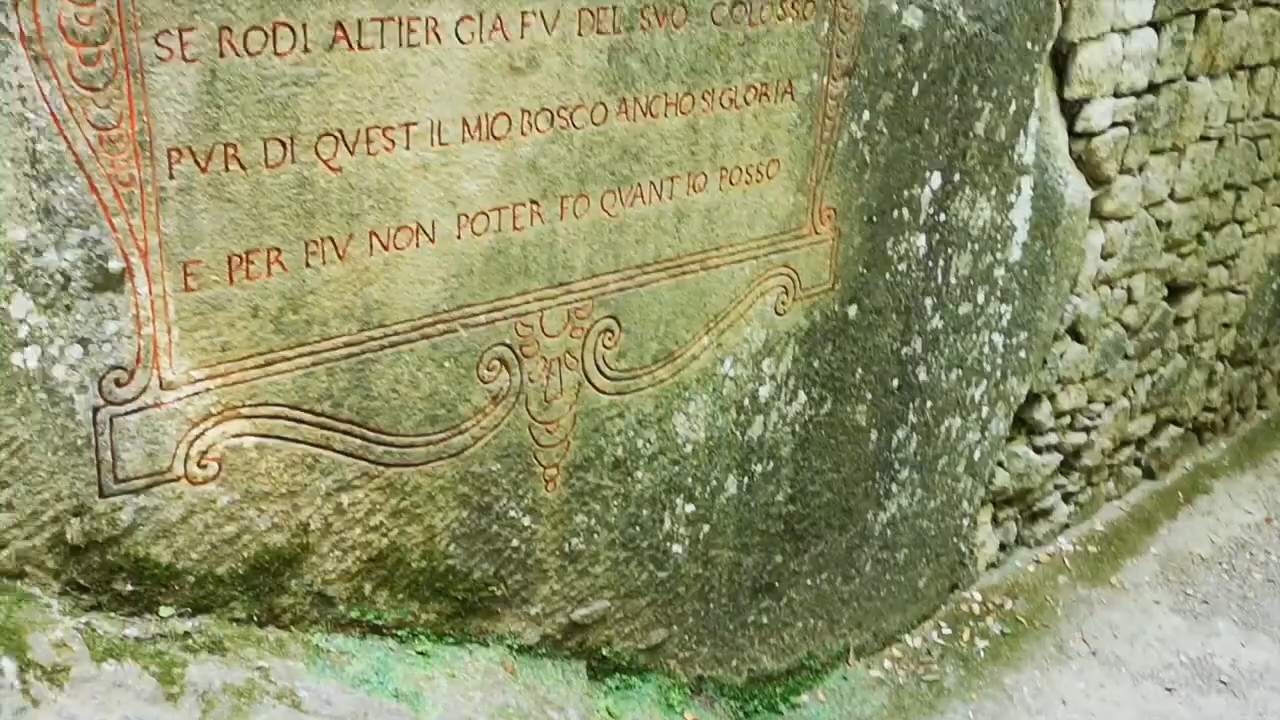 SE RODI ALTIER GIA FV DEL SVO COLOSSO
PVR DI QVEST IL MIO BOSCO ANCHO SI GLORIA
E PER PIV NON POTER FO QVANT IO POSSO